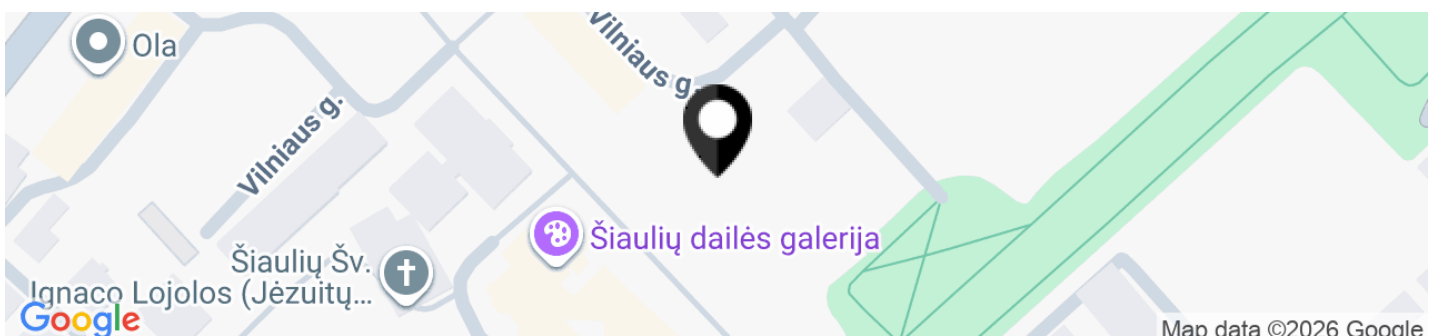 Ola
Vilniaus g.
Vilniaus g.
Šiaulių dailės galerija
Šiaulių Šv.
Ignaco Lojolos (Jėzuitų...
Google
Map data ©2026 Google